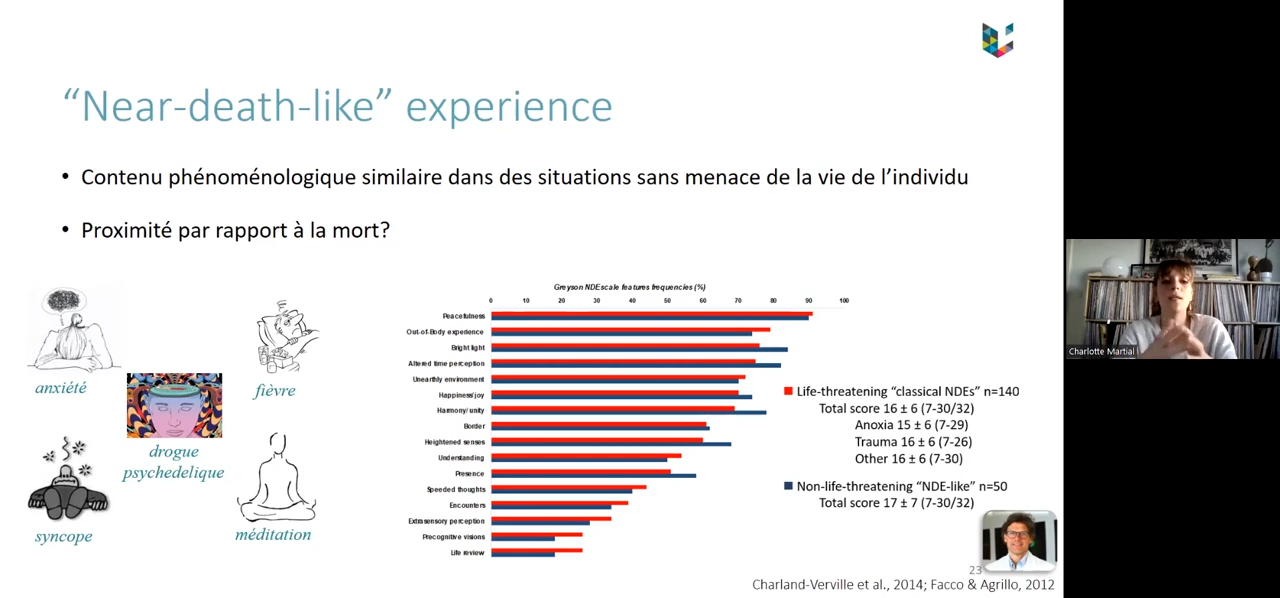 “Near-death-like” experience
• Contenu phénoménologique similaire dans des situations sans menace de la vie de l’individu
• Proximité par rapport à la mort?
anxiété
fièvre
drogue
psychedelique
syncope
méditation
Greyson NDE scale features frequencies (%)
0 10 20 30 40 50 60 70 80 90 100
Peacefulness
Out-of-Body experience
Bright light
Altered time perception
Unearthly environment
Happiness/joy
Harmony/ unity
Border
Heightened senses
Understanding
Presence
Speeded thoughts
Encounters
Extrasensory perception
Precognitive visions
Life review
Life-threatening “classical NDEs” n=140
Total score 16 ± 6 (7-30/32)
Anoxia 15 ± 6 (7-29)
Trauma 16 ± 6 (7-26)
Other 16 ± 6 (7-30)
Non-life-threatening “NDE-like” n=50
Total score 17 ± 7 (7-30/32)
23
Charland-Verville et al., 2014; Facco & Agrillo, 2012
Charlotte Martial